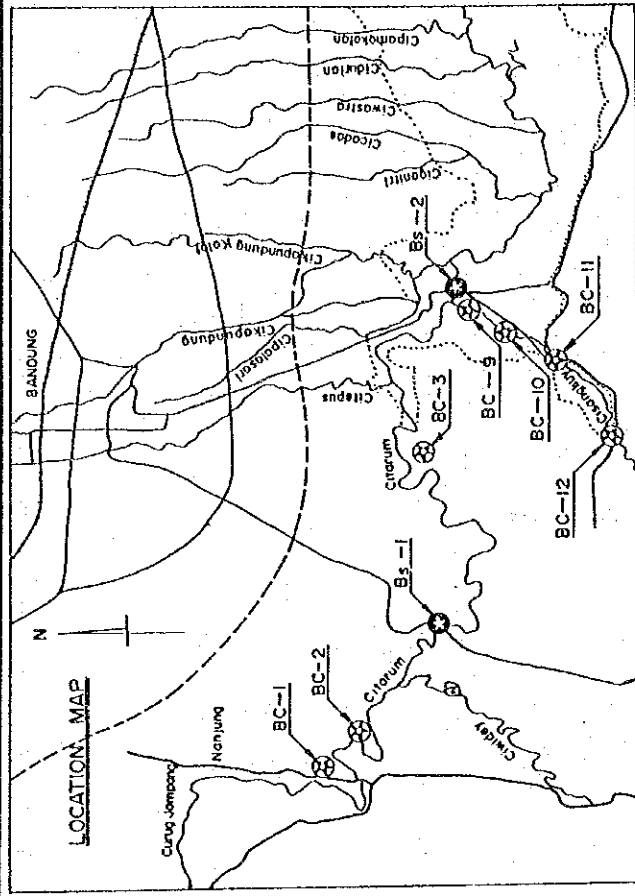 LOCATION MAP
N
BANDUNG
Curug Jompong
Nanjung
BC-1
BC-2
Citarum
Ciwidey
Bs-1
Citarum
BC-3
Citepus
Cipalasari
Cikapundung
Cikapundung Kolot
Ciganitri
Cicadas
Ciwastra
Cidurian
Cipamokolan
Bs-2
BC-9
BC-10
BC-11
BC-12
Cisangkuy